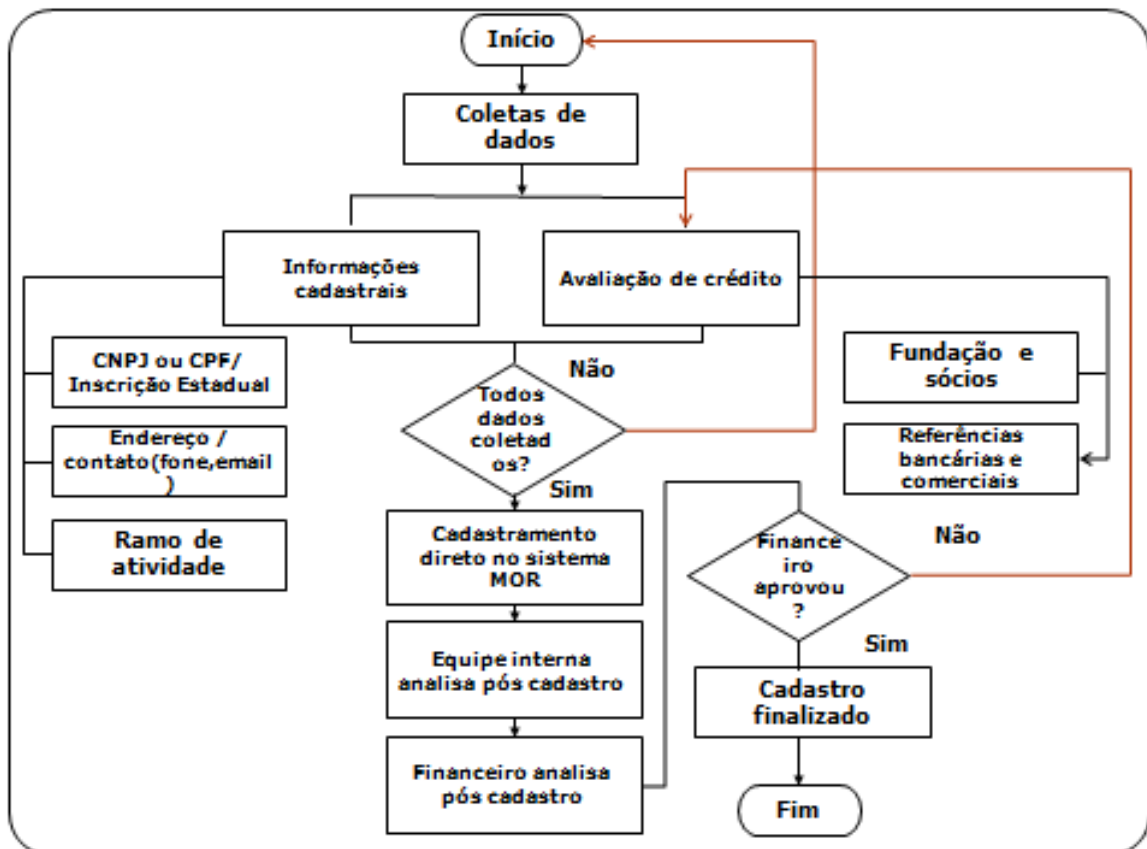 Início
Coletas de
dados
Informações
cadastrais
Avaliação de crédito
CNPJ ou CPF/
Inscrição Estadual
Endereço /
contato(fone,email
)
Ramo de
atividade
Não
Todos
dados
coletad
os?
Sim
Fundação e
sócios
Referências
bancárias e
comerciais
Cadastramento
direto no sistema
MOR
Equipe interna
analisa pós cadastro
Financeiro analisa
pós cadastro
Finance
iro
aprovou
?
Não
Sim
Cadastro
finalizado
Fim